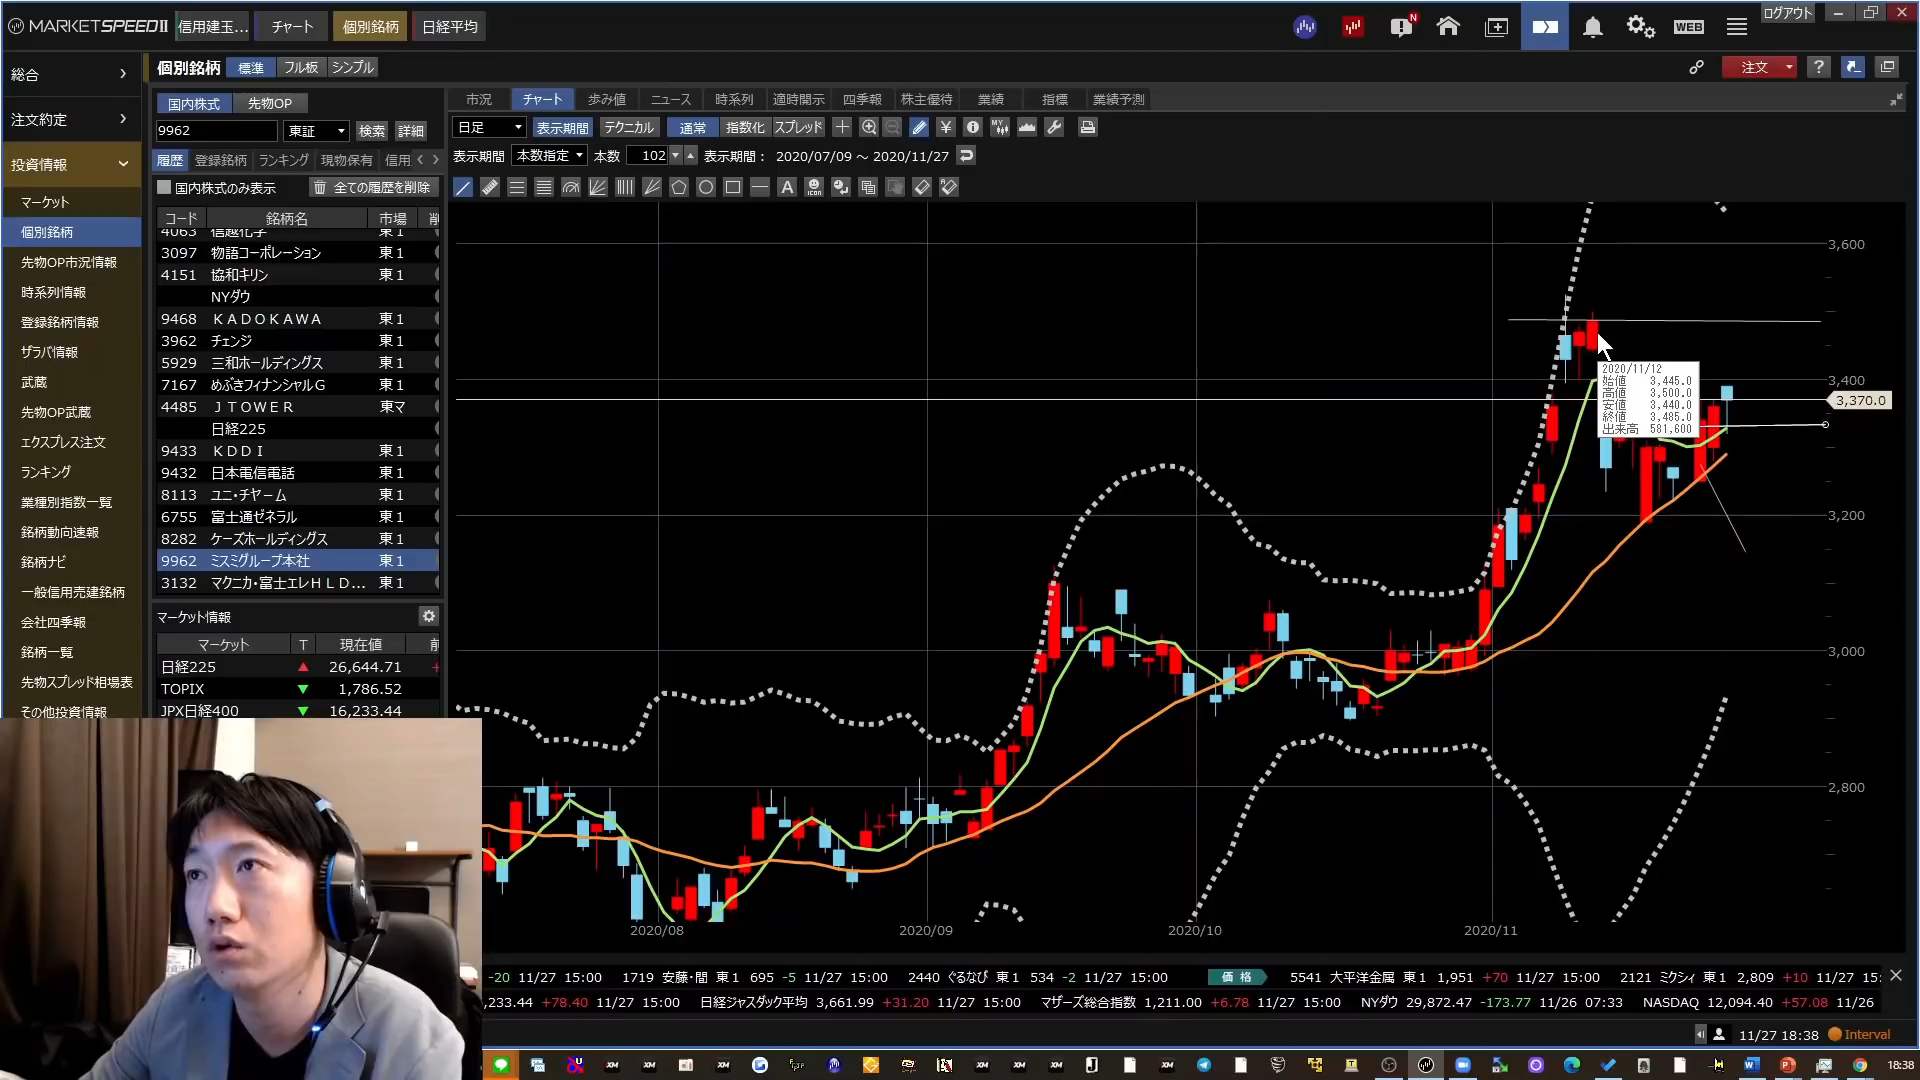 MARKETSPEEDⅡ
信用建玉...
チャート
個別銘柄
日経平均
N
WEB
ログアウト
総合
注文約定
投資情報
マーケット
個別銘柄
先物OP市況情報
時系列情報
登録銘柄情報
ザラバ情報
武蔵
先物OP武蔵
エクスプレス注文
ランキング
業種別指数一覧
銘柄動向速報
銘柄ナビ
一般信用売建銘柄
会社四季報
銘柄一覧
先物スプレッド相場表
その他投資情報
個別銘柄 標準 フル板 シンプル
注文
?
国内株式 先物OP
9962 東証 検索 詳細
履歴 登録銘柄 ランキング 現物保有 信用
国内株式のみ表示 全ての履歴を削除
コード 銘柄名 市場 削
4063 信越化学 東1
3097 物語コーポレーション 東1
4151 協和キリン 東1
NYダウ
9468 KADOKAWA 東1
3962 チェンジ 東1
5929 三和ホールディングス 東1
7167 めぶきフィナンシャルG 東1
4485 JTOWER 東マ
日経225
9433 KDDI 東1
9432 日本電信電話 東1
8113 ユニ・チャーム 東1
6755 富士通ゼネラル 東1
8282 ケーズホールディングス 東1
9962 ミスミグループ本社 東1
3132 マクニカ・富士エレHLD... 東1
マーケット情報
マーケット T 現在値 前
日経225 ▲ 26,644.71 +
TOPIX ▼ 1,786.52
JPX日経400 ▼ 16,233.44
市況 チャート 歩み値 ニュース 時系列 適時開示 四季報 株主優待 業績 指標 業績予測
日足 表示期間 テクニカル 通常 指数化 スプレッド
表示期間 本数指定 本数 102 表示期間: 2020/07/09 ~ 2020/11/27
A
ICON
3,600
3,400
3,370.0
3,200
3,000
2,800
2020/11/12
始値 3,445.0
高値 3,500.0
安値 3,440.0
終値 3,485.0
出来高 581,600
2020/08
2020/09
2020/10
2020/11
-20 11/27 15:00 1719 安藤・間 東1 695 -5 11/27 15:00 2440 ぐるなび 東1 534 -2 11/27 15:00 価格 5541 大平洋金属 東1 1,951 +70 11/27 15:00 2121 ミクシィ 東1 2,809 +10 11/27 15:
,233.44 +78.40 11/27 15:00 日経ジャスダック平均 3,661.99 +31.20 11/27 15:00 マザーズ総合指数 1,211.00 +6.78 11/27 15:00 NYダウ 29,872.47 -173.77 11/26 07:33 NASDAQ 12,094.40 +57.08 11/26
11/27 18:38 Interval
18:38